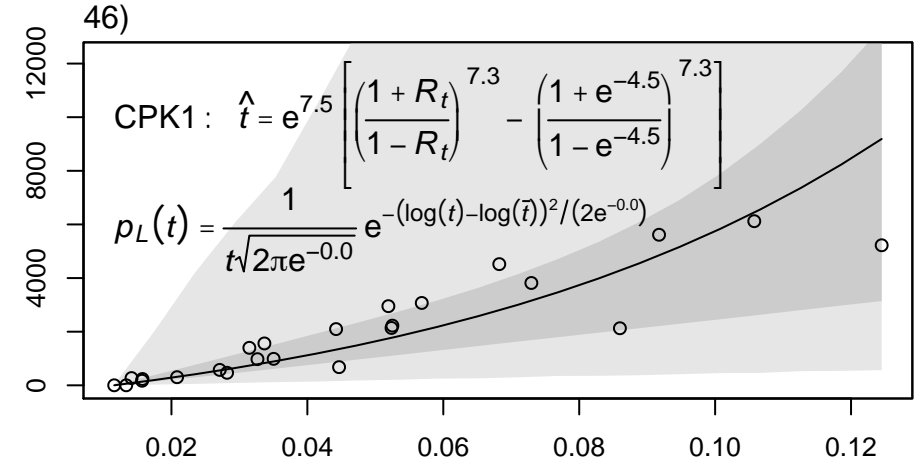 46)
12000
8000
4000
0
CPK1 : t̂ = e^7.5 [((1 + R_t)/(1 − R_t))^7.3 − ((1 + e^−4.5)/(1 − e^−4.5))^7.3]
p_L(t) = 1/(t√(2πe^−0.0)) e^−(log(t)−log(t̄))^2/(2e^−0.0)
0.02 0.04 0.06 0.08 0.10 0.12